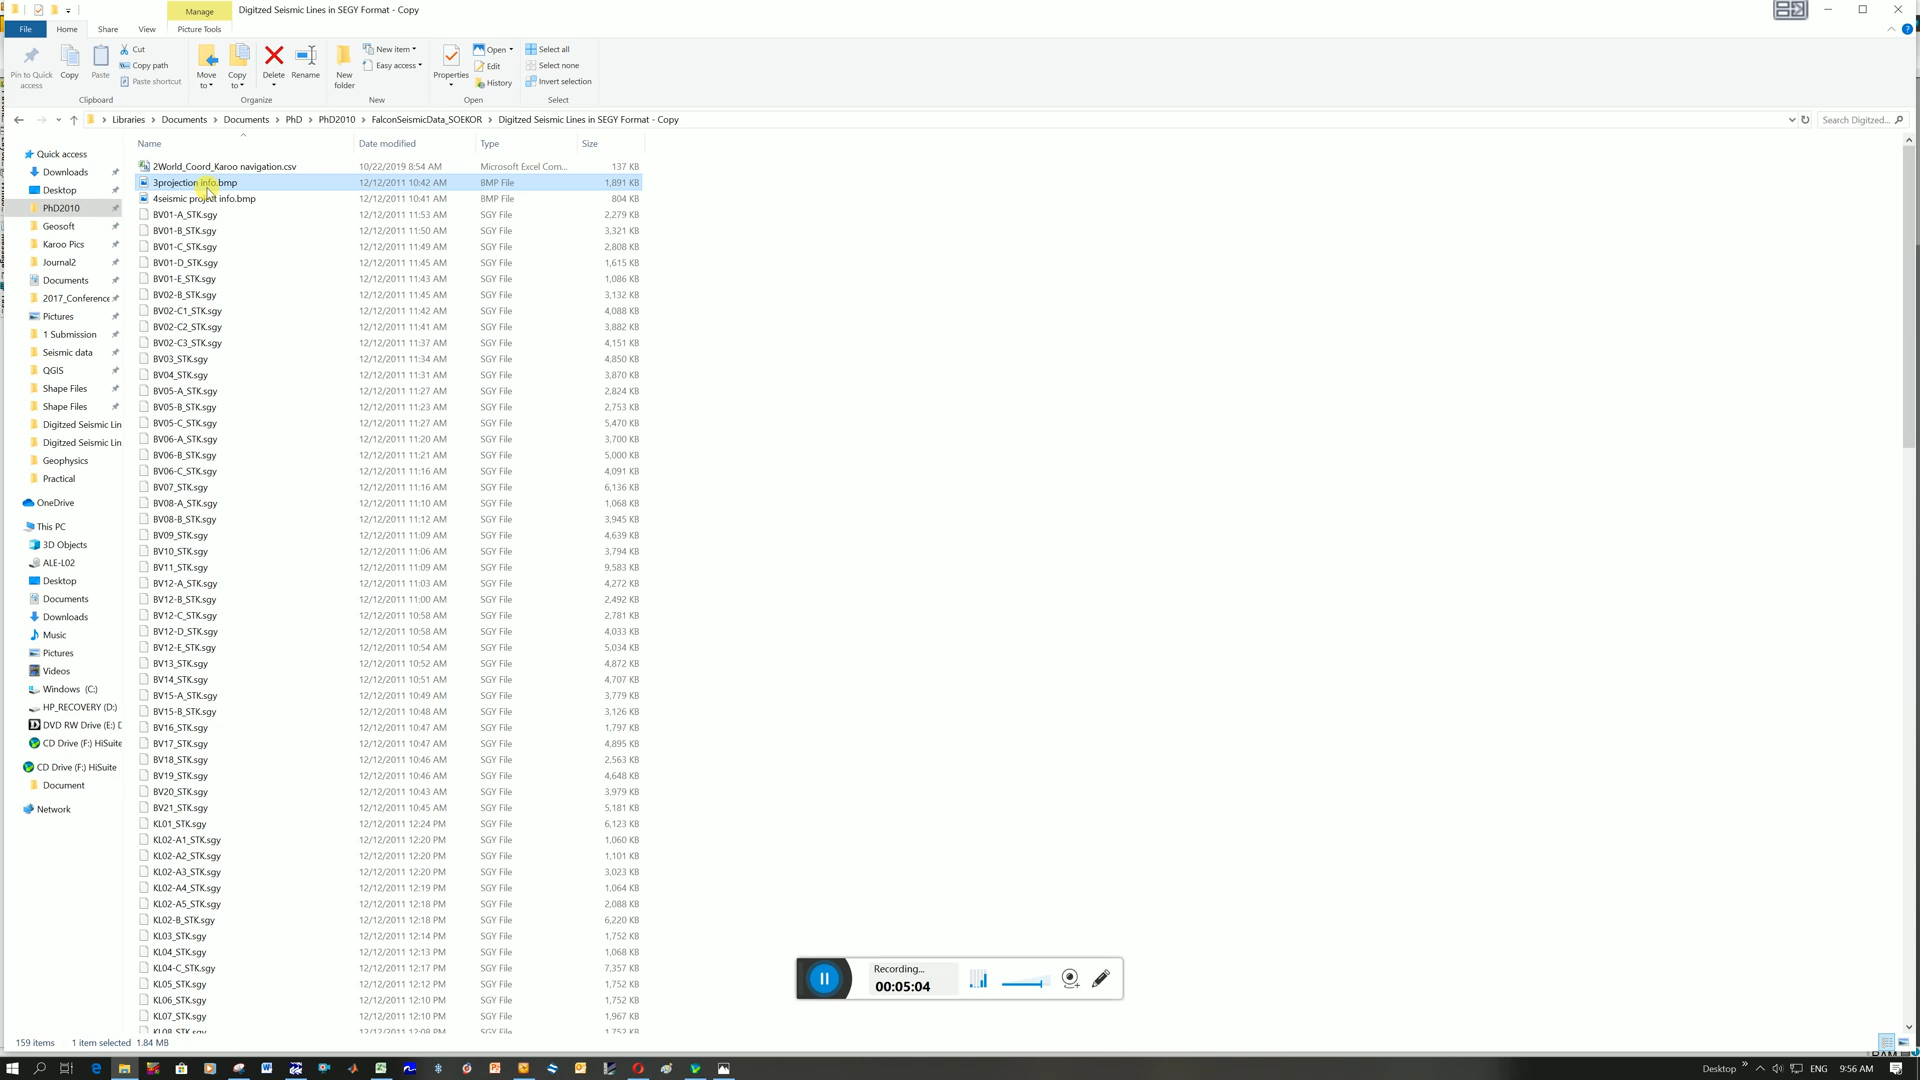 Manage
Digitzed Seismic Lines in SEGY Format - Copy
File
Home
Share
View
Picture Tools
Pin to Quick access
Copy
Paste
Cut
Copy path
Paste shortcut
Move to
Copy to
Delete
Rename
New folder
New item
Easy access
Properties
Open
Edit
History
Select all
Select none
Invert selection
Clipboard
Organize
New
Open
Select
Libraries > Documents > Documents > PhD > PhD2010 > FalconSeismicData_SOEKOR > Digitzed Seismic Lines in SEGY Format - Copy
Search Digitzed...
Name Date modified Type Size
Quick access
Downloads
Desktop
PhD2010
Geosoft
Karoo Pics
Journal2
Documents
2017_Conference
Pictures
1 Submission
Seismic data
QGIS
Shape Files
Shape Files
Digitzed Seismic Lin
Digitzed Seismic Lin
Geophysics
Practical
OneDrive
This PC
3D Objects
ALE-L02
Desktop
Documents
Downloads
Music
Pictures
Videos
Windows (C:)
HP_RECOVERY (D:)
DVD RW Drive (E:) D
CD Drive (F:) HiSuite
CD Drive (F:) HiSuite
Document
Network
2World_Coord_Karoo navigation.csv 10/22/2019 8:54 AM Microsoft Excel Com... 137 KB
3projection info.bmp 12/12/2011 10:42 AM BMP File 1,891 KB
4seismic project info.bmp 12/12/2011 10:41 AM BMP File 804 KB
BV01-A_STK.sgy 12/12/2011 11:53 AM SGY File 2,279 KB
BV01-B_STK.sgy 12/12/2011 11:50 AM SGY File 3,321 KB
BV01-C_STK.sgy 12/12/2011 11:49 AM SGY File 2,808 KB
BV01-D_STK.sgy 12/12/2011 11:45 AM SGY File 1,615 KB
BV01-E_STK.sgy 12/12/2011 11:43 AM SGY File 1,086 KB
BV02-B_STK.sgy 12/12/2011 11:45 AM SGY File 3,132 KB
BV02-C1_STK.sgy 12/12/2011 11:42 AM SGY File 4,088 KB
BV02-C2_STK.sgy 12/12/2011 11:41 AM SGY File 3,882 KB
BV02-C3_STK.sgy 12/12/2011 11:37 AM SGY File 4,151 KB
BV03_STK.sgy 12/12/2011 11:34 AM SGY File 4,850 KB
BV04_STK.sgy 12/12/2011 11:31 AM SGY File 3,870 KB
BV05-A_STK.sgy 12/12/2011 11:27 AM SGY File 2,824 KB
BV05-B_STK.sgy 12/12/2011 11:23 AM SGY File 2,753 KB
BV05-C_STK.sgy 12/12/2011 11:27 AM SGY File 5,470 KB
BV06-A_STK.sgy 12/12/2011 11:20 AM SGY File 3,700 KB
BV06-B_STK.sgy 12/12/2011 11:21 AM SGY File 5,000 KB
BV06-C_STK.sgy 12/12/2011 11:16 AM SGY File 4,091 KB
BV07_STK.sgy 12/12/2011 11:16 AM SGY File 6,136 KB
BV08-A_STK.sgy 12/12/2011 11:10 AM SGY File 1,068 KB
BV08-B_STK.sgy 12/12/2011 11:12 AM SGY File 3,945 KB
BV09_STK.sgy 12/12/2011 11:09 AM SGY File 4,639 KB
BV10_STK.sgy 12/12/2011 11:06 AM SGY File 3,794 KB
BV11_STK.sgy 12/12/2011 11:09 AM SGY File 9,583 KB
BV12-A_STK.sgy 12/12/2011 11:03 AM SGY File 4,272 KB
BV12-B_STK.sgy 12/12/2011 11:00 AM SGY File 2,492 KB
BV12-C_STK.sgy 12/12/2011 10:58 AM SGY File 2,781 KB
BV12-D_STK.sgy 12/12/2011 10:58 AM SGY File 4,033 KB
BV12-E_STK.sgy 12/12/2011 10:54 AM SGY File 5,034 KB
BV13_STK.sgy 12/12/2011 10:52 AM SGY File 4,872 KB
BV14_STK.sgy 12/12/2011 10:51 AM SGY File 4,707 KB
BV15-A_STK.sgy 12/12/2011 10:49 AM SGY File 3,779 KB
BV15-B_STK.sgy 12/12/2011 10:48 AM SGY File 3,126 KB
BV16_STK.sgy 12/12/2011 10:47 AM SGY File 1,797 KB
BV17_STK.sgy 12/12/2011 10:47 AM SGY File 4,895 KB
BV18_STK.sgy 12/12/2011 10:46 AM SGY File 2,563 KB
BV19_STK.sgy 12/12/2011 10:46 AM SGY File 4,648 KB
BV20_STK.sgy 12/12/2011 10:43 AM SGY File 3,979 KB
BV21_STK.sgy 12/12/2011 10:45 AM SGY File 5,181 KB
KL01_STK.sgy 12/12/2011 12:24 PM SGY File 6,123 KB
KL02-A1_STK.sgy 12/12/2011 12:20 PM SGY File 1,060 KB
KL02-A2_STK.sgy 12/12/2011 12:20 PM SGY File 1,101 KB
KL02-A3_STK.sgy 12/12/2011 12:20 PM SGY File 3,023 KB
KL02-A4_STK.sgy 12/12/2011 12:19 PM SGY File 1,064 KB
KL02-A5_STK.sgy 12/12/2011 12:18 PM SGY File 2,088 KB
KL02-B_STK.sgy 12/12/2011 12:18 PM SGY File 6,220 KB
KL03_STK.sgy 12/12/2011 12:14 PM SGY File 1,752 KB
KL04_STK.sgy 12/12/2011 12:13 PM SGY File 1,068 KB
KL04-C_STK.sgy 12/12/2011 12:17 PM SGY File 7,357 KB
KL05_STK.sgy 12/12/2011 12:12 PM SGY File 1,752 KB
KL06_STK.sgy 12/12/2011 12:10 PM SGY File 1,752 KB
KL07_STK.sgy 12/12/2011 12:10 PM SGY File 1,967 KB
KL08_STK.sgy 12/12/2011 12:08 PM SGY File 1,752 KB
Recording...
00:05:04
159 items 1 item selected 1.84 MB
Desktop
ENG
9:56 AM